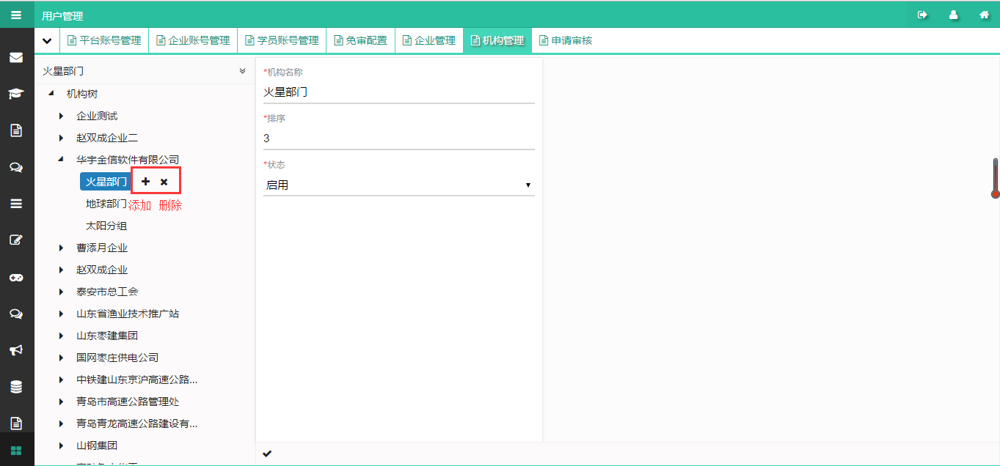 用户管理
平台账号管理 企业账号管理 学员账号管理 免审配置 企业管理 机构管理 申请审核
火星部门
机构树
企业测试
赵双成企业二
华宇金信软件有限公司
火星部门
地球部门 添加 删除
太阳分组
曹添月企业
赵双成企业
泰安市总工会
山东省渔业技术推广站
山东枣建集团
国网枣庄供电公司
中铁建山东京沪高速公路...
青岛市高速公路管理处
青岛青龙高速公路建设有...
山钢集团
*机构名称
火星部门
*排序
3
*状态
启用